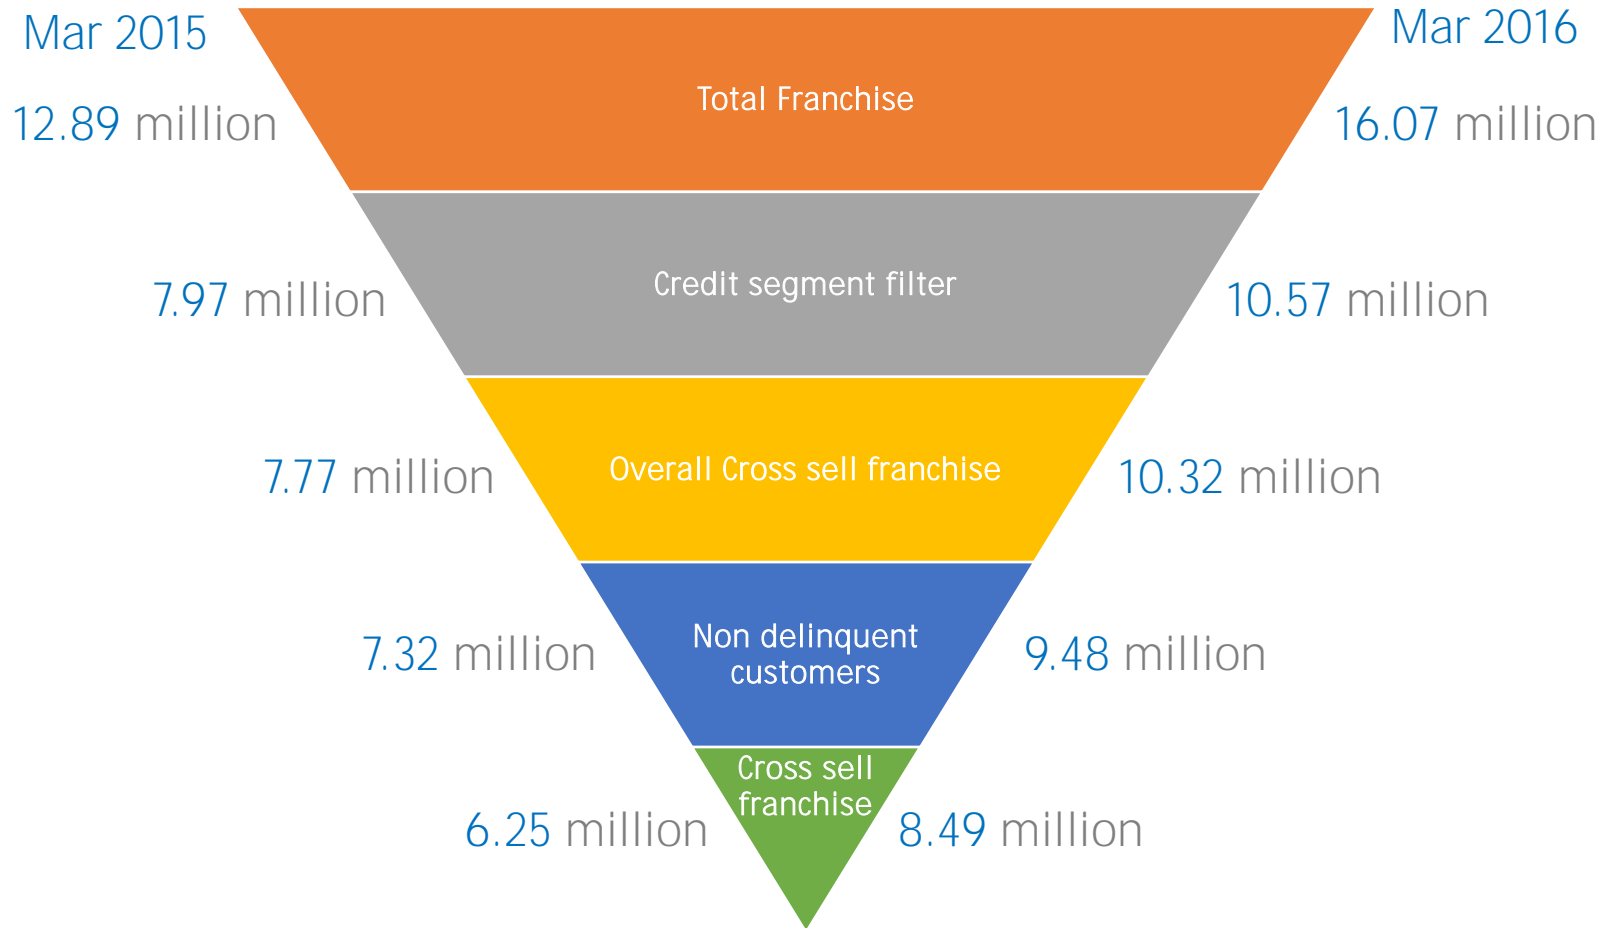 Mar 2015
Mar 2016
Total Franchise
12.89 million
16.07 million
Credit segment filter
7.97 million
10.57 million
Overall Cross sell franchise
7.77 million
10.32 million
Non delinquent
customers
7.32 million
9.48 million
Cross sell
franchise
6.25 million
8.49 million